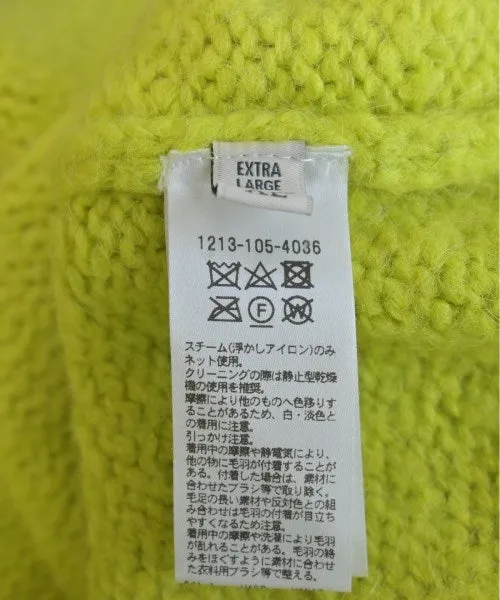 EXTRA
LARGE
1213-105-4036
F
W
スチーム(浮かしアイロン)のみ
ネット使用。
クリーニングの際は静止型乾燥
機の使用を推奨。
摩擦により他のものへ色移りす
ることがあるため、白・淡色と
の着用に注意。
引っかけ注意。
着用中の摩擦や静電気により、
他の物に毛羽が付着することが
ある。付着した場合は、素材に
合わせたブラシ等で取り除く。
毛足の長い素材や反対色との組
み合わせは毛羽の付着が目立ち
やすくなるため注意。
着用中の摩擦や洗濯により毛羽
が乱れることがある。毛羽の絡
みをほぐすように素材に合わせ
た衣料用ブラシ等で整える。